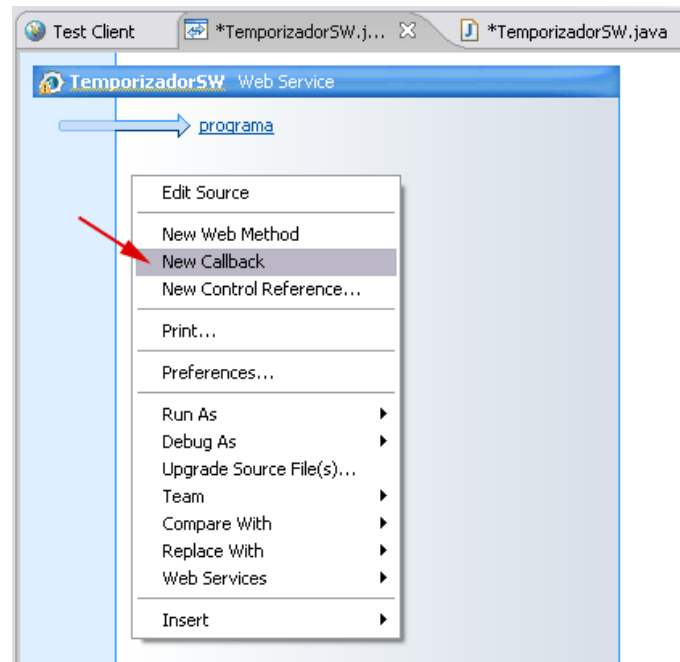 Test Client *TemporizadorSW.j... *TemporizadorSW.java
TemporizadorSW Web Service
programa
Edit Source
New Web Method
New Callback
New Control Reference...
Print...
Preferences...
Run As
Debug As
Upgrade Source File(s)...
Team
Compare With
Replace With
Web Services
Insert